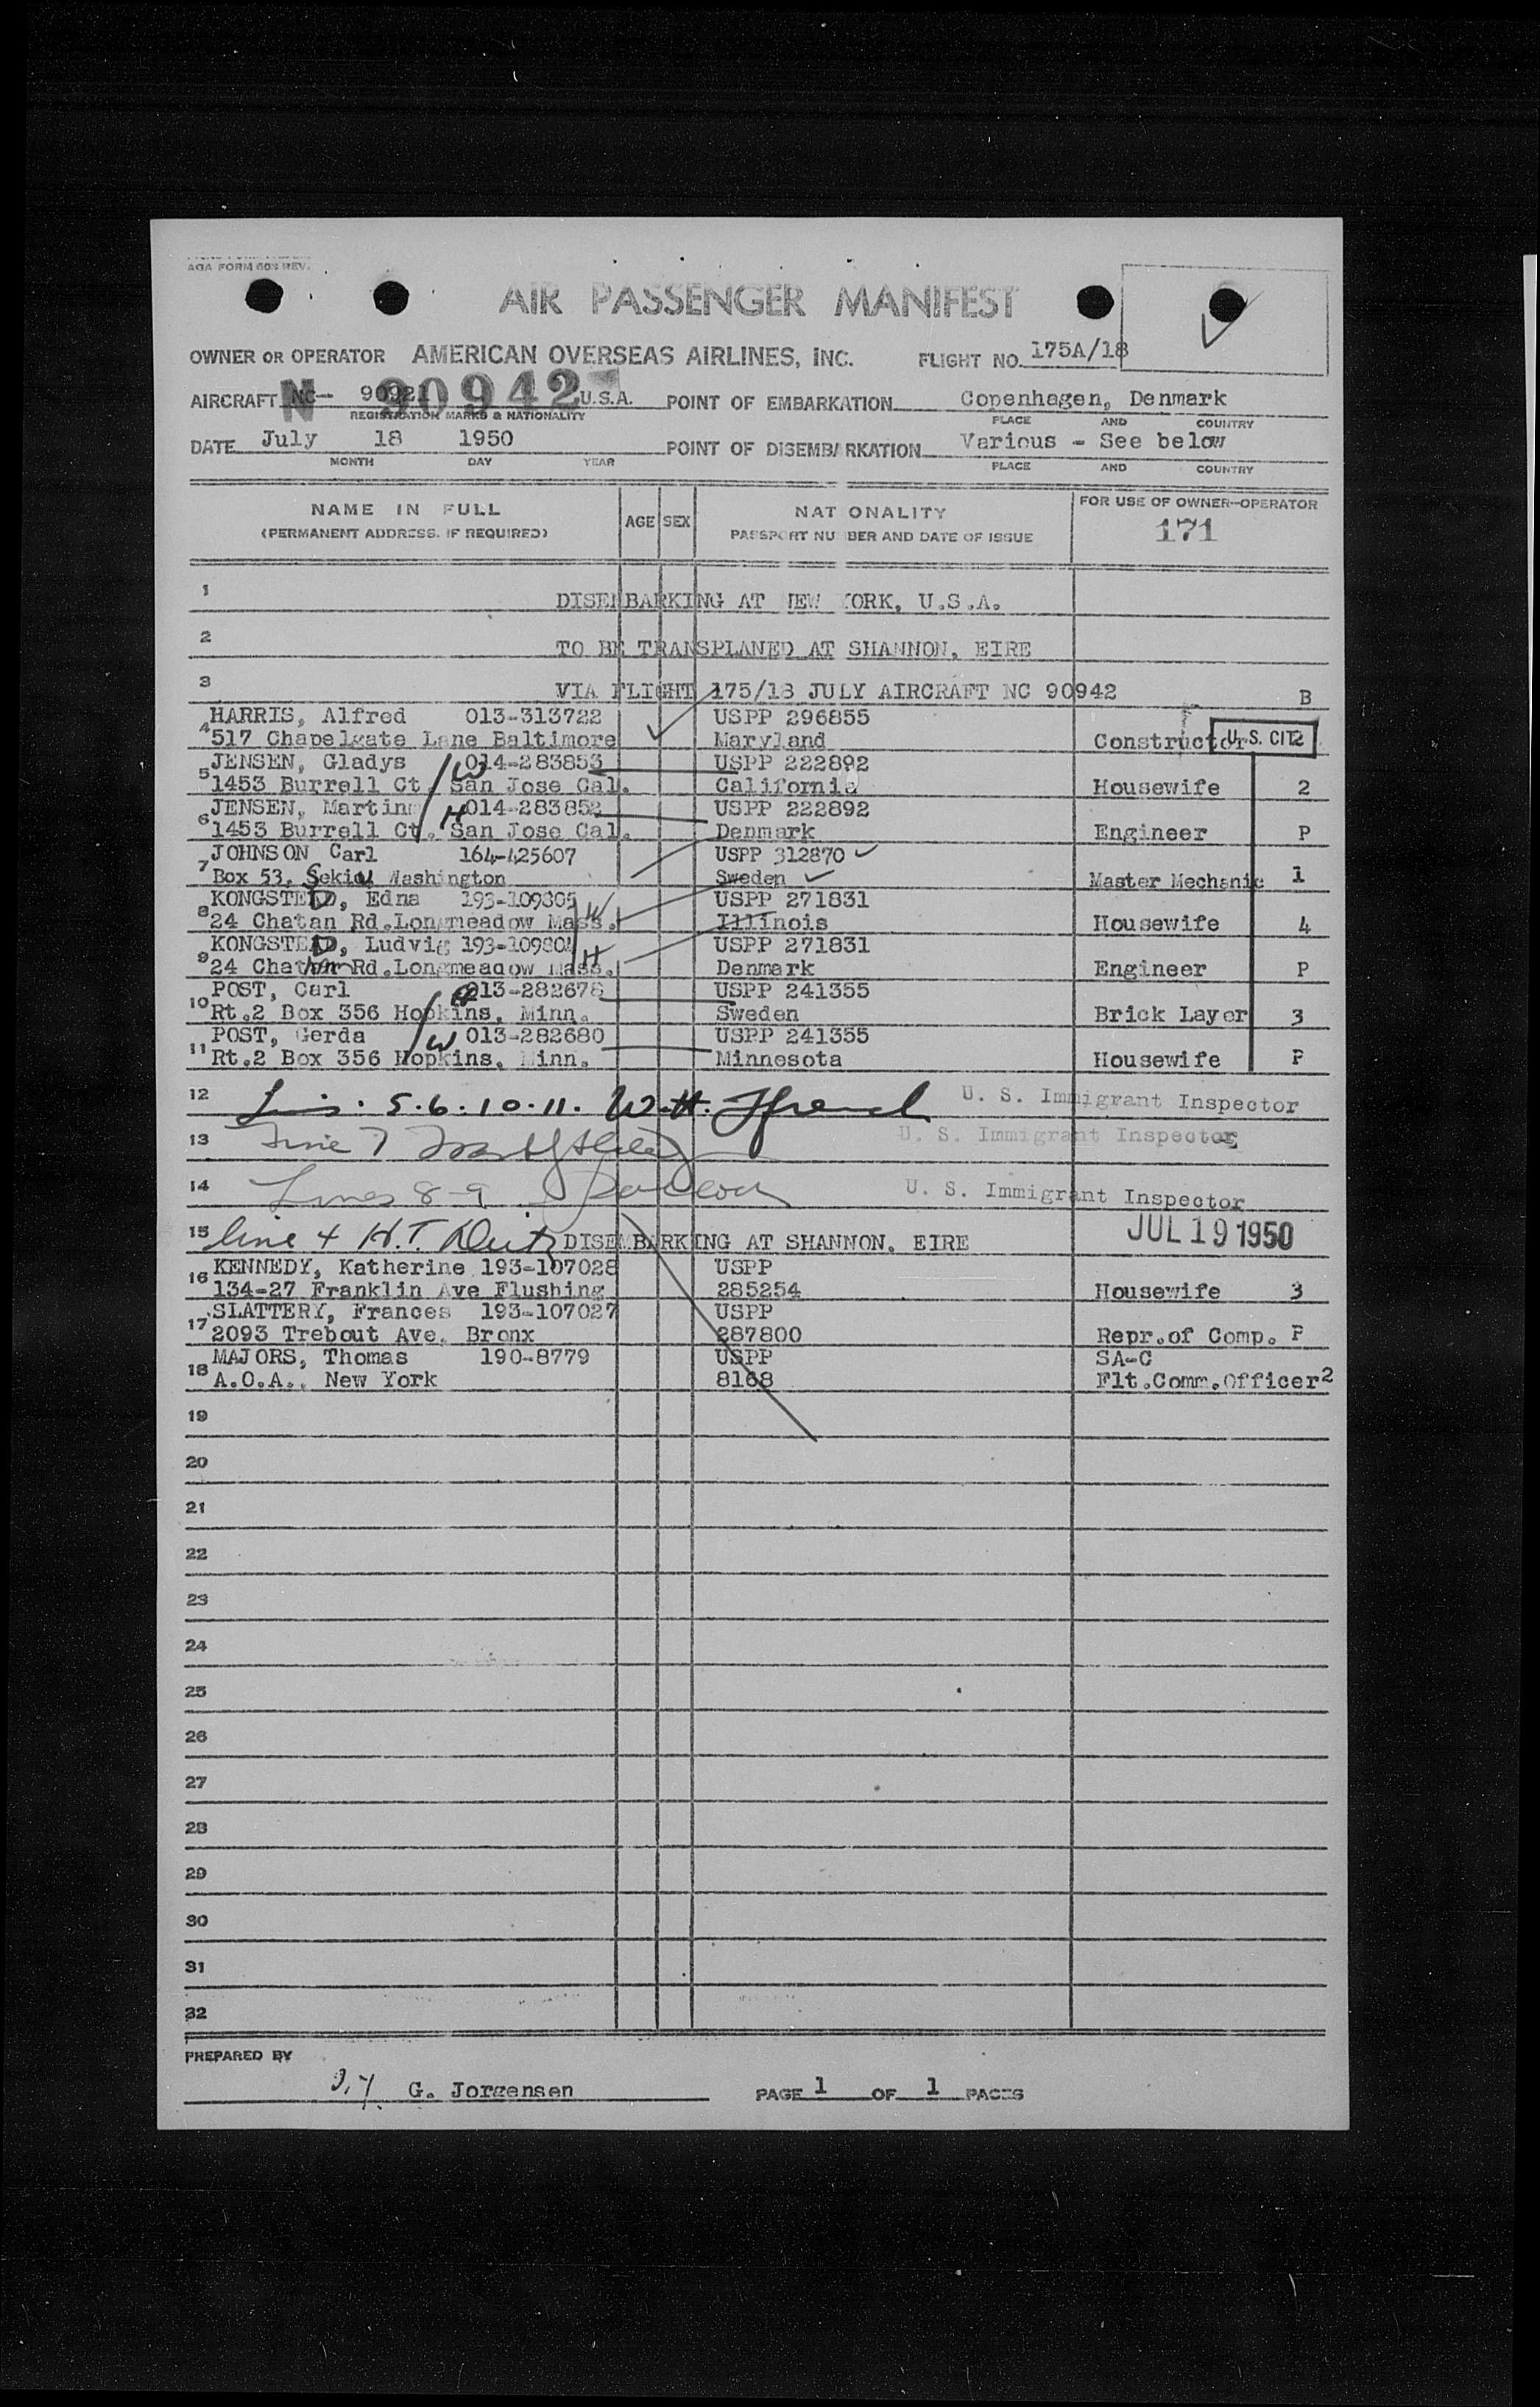 AOA FORM 603 REV.
AIR PASSENGER MANIFEST
OWNER OR OPERATOR AMERICAN OVERSEAS AIRLINES, INC. FLIGHT NO. 175A/18
AIRCRAFT NC- 90921 N 90942 U.S.A. POINT OF EMBARKATION Copenhagen, Denmark
REGISTRATION MARKS & NATIONALITY PLACE AND COUNTRY
DATE July 18 1950 POINT OF DISEMBARKATION Various - See below
MONTH DAY YEAR PLACE AND COUNTRY
NAME IN FULL AGE SEX NAT ONALITY FOR USE OF OWNER-OPERATOR
(PERMANENT ADDRESS, IF REQUIRED) PASSPORT NU BER AND DATE OF ISSUE 171
1 DISEMBARKING AT NEW YORK, U.S.A.
2 TO BE TRANSPLANED AT SHANNON, EIRE
3 VIA FLIGHT 175/18 JULY AIRCRAFT NC 90942 B
HARRIS, Alfred 013-313722 USPP 296855
4 517 Chapelgate Lane Baltimore Maryland Constructor U.S. CIT 2
JENSEN, Gladys W 014-283853 USPP 222892
5 1453 Burrell Ct. San Jose Cal. California Housewife 2
JENSEN, Martin H 014-283852 USPP 222892
6 1453 Burrell Ct. San Jose Cal. Denmark Engineer P
JOHNSON Carl 164-425607 USPP 312870
7 Box 53, Sekiu Washington Sweden Master Mechanic 1
KONGSTED, Edna 193-109805 W USPP 271831
8 24 Chatan Rd.Longmeadow Mass. Illinois Housewife 4
KONGSTED, Ludvig 193-109804 H USPP 271831
9 24 Chatham Rd.Longmeadow Mass. Denmark Engineer P
POST, Carl 013-282678 USPP 241355
10 Rt.2 Box 356 Hopkins, Minn. Sweden Brick Layer 3
POST, Gerda W 013-282680 USPP 241355
11 Rt.2 Box 356 Hopkins, Minn. Minnesota Housewife P
12 5.6.10.11. W.H. U. S. Immigrant Inspector
13 Line 7 U. S. Immigrant Inspector
14 Lines 8-9 U. S. Immigrant Inspector
15 line 4 H.T. Deitz DISEMBARKING AT SHANNON, EIRE JUL 19 1950
KENNEDY, Katherine 193-107028 USPP
16 134-27 Franklin Ave Flushing 285254 Housewife 3
SLATTERY, Frances 193-107027 USPP
17 2093 Trebout Ave. Bronx 287800 Repr.of Comp. P
MAJORS, Thomas 190-8779 USPP SA-C
18 A.O.A., New York 8168 Flt.Comm.Officer 2
19
20
21
22
23
24
25
26
27
28
29
30
31
32
PREPARED BY
G. Jorgensen PAGE 1 OF 1 PAGES